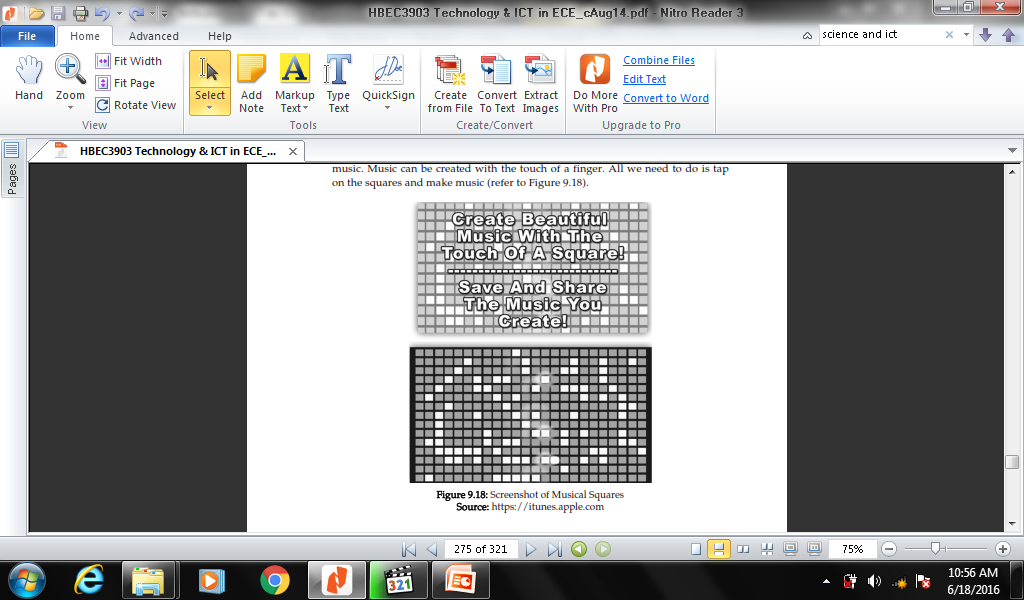 HBEC3903 Technology & ICT in ECE_cAug14.pdf - Nitro Reader 3
File Home Advanced Help
science and ict
Hand
Zoom
Fit Width
Fit Page
Rotate View
View
Select
Add Note
Markup Text
Type Text
QuickSign
Tools
Create from File
Convert To Text
Extract Images
Create/Convert
Do More With Pro
Combine Files
Edit Text
Convert to Word
Upgrade to Pro
HBEC3903 Technology & ICT in ECE_...
Pages
music. Music can be created with the touch of a finger. All we need to do is tap
on the squares and make music (refer to Figure 9.18).
Create Beautiful
Music With The
Touch Of A Square!
Save And Share
The Music You
Create!
Figure 9.18: Screenshot of Musical Squares
Source: https://itunes.apple.com
275 of 321
75%
321
10:56 AM
6/18/2016